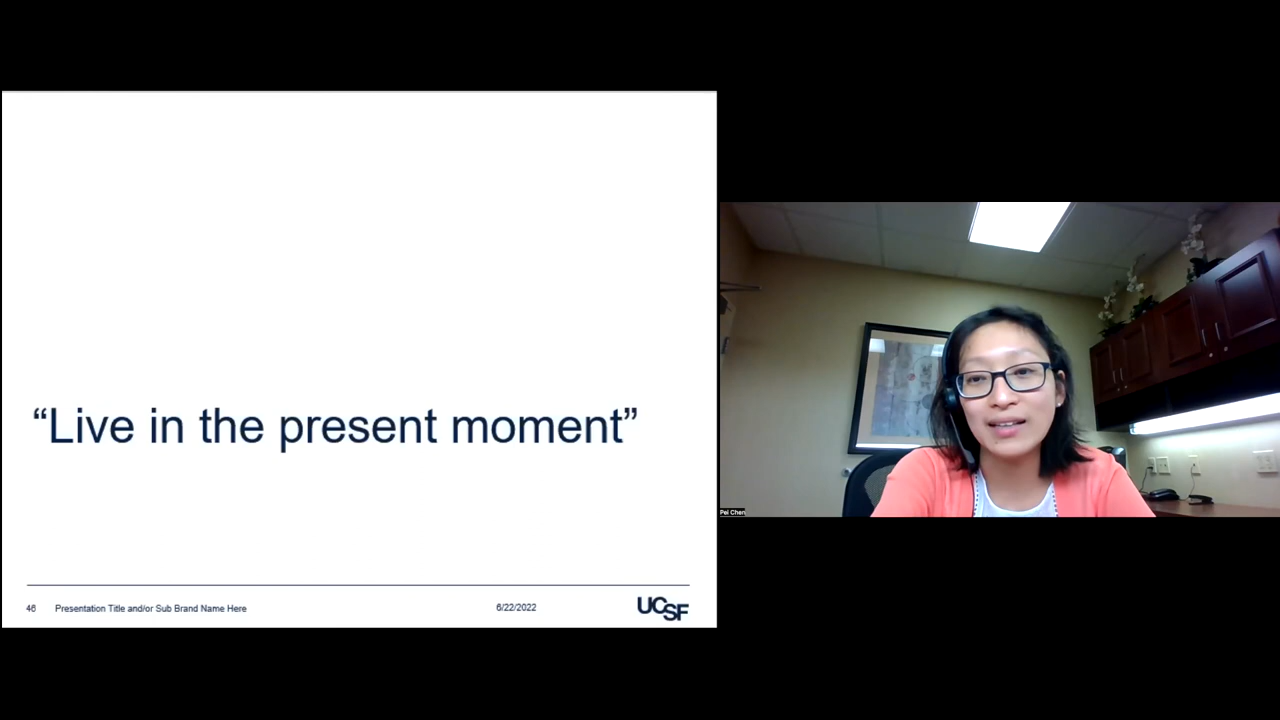 “Live in the present moment”
46 Presentation Title and/or Sub Brand Name Here 6/22/2022 UCSF
Pei Chen